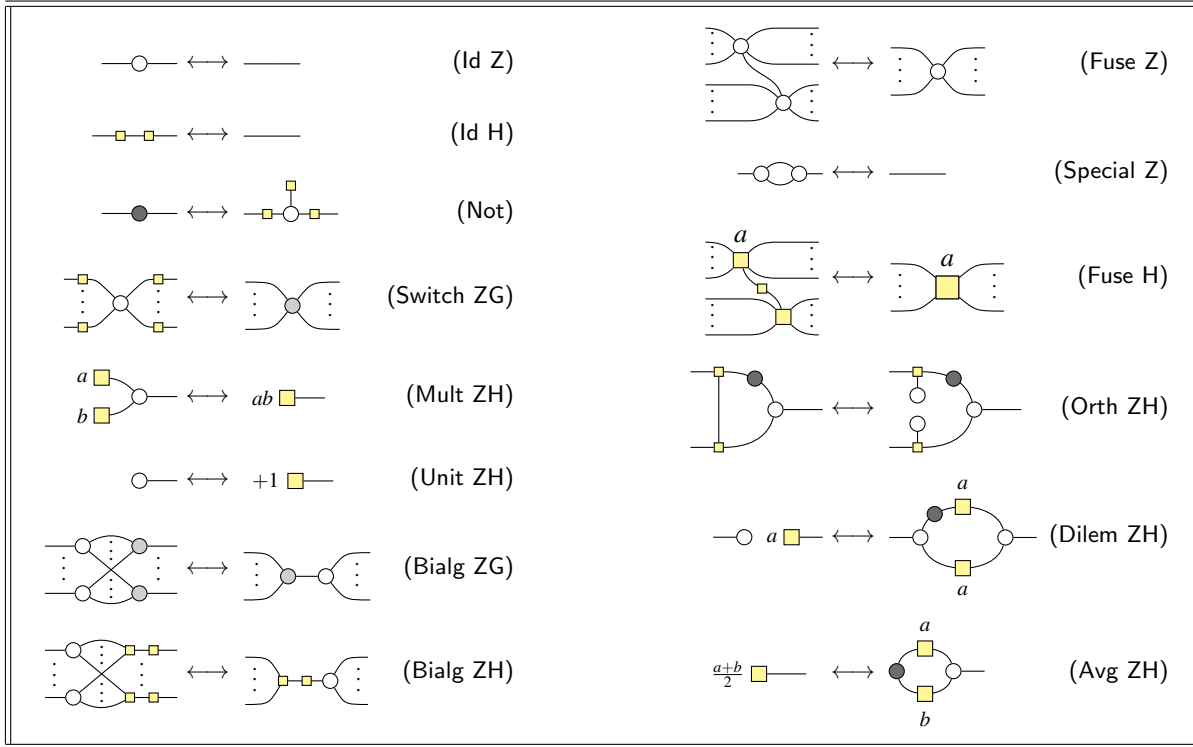 (Id Z)
(Id H)
(Not)
(Switch ZG)
a
b
ab
(Mult ZH)
+1
(Unit ZH)
(Bialg ZG)
(Bialg ZH)
(Fuse Z)
(Special Z)
a
a
(Fuse H)
(Orth ZH)
a
a
a
(Dilem ZH)
a+b
2
a
b
(Avg ZH)